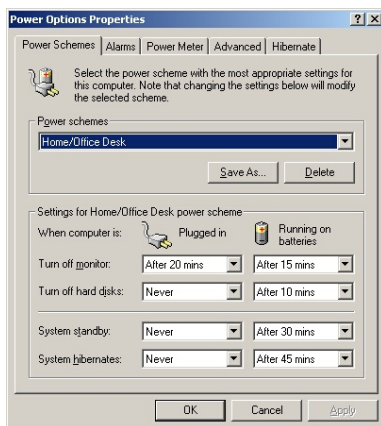 Power Options Properties
Power Schemes Alarms Power Meter Advanced Hibernate
Select the power scheme with the most appropriate settings for
this computer. Note that changing the settings below will modify
the selected scheme.
Power schemes
Home/Office Desk
Save As... Delete
Settings for Home/Office Desk power scheme
When computer is: Plugged in Running on
batteries
Turn off monitor: After 20 mins After 15 mins
Turn off hard disks: Never After 10 mins
System standby: Never After 30 mins
System hibernates: Never After 45 mins
OK Cancel Apply